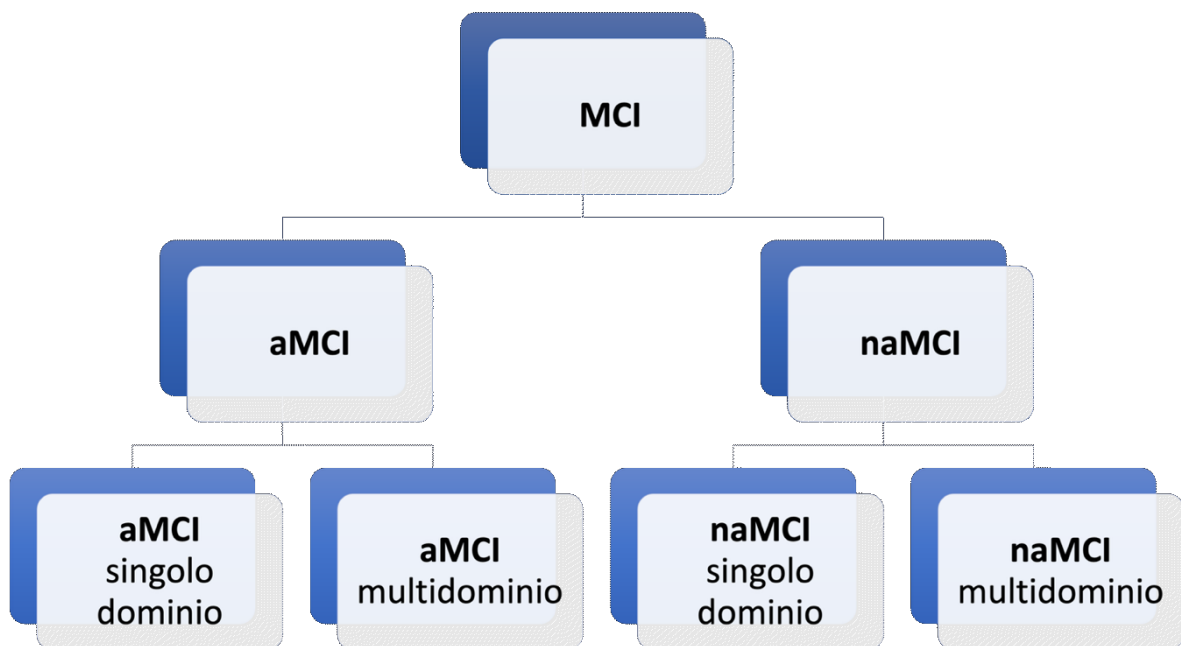 MCI
aMCI
naMCI
aMCI
singolo
dominio
aMCI
multidominio
naMCI
singolo
dominio
naMCI
multidominio